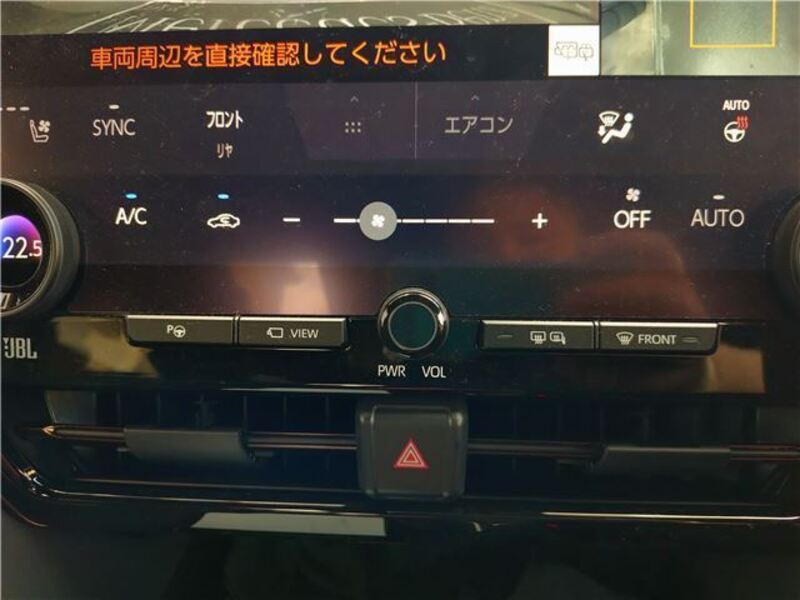 車両周辺を直接確認してください
SYNC
フロント
リヤ
エアコン
AUTO
A/C
OFF
AUTO
22.5
P
VIEW
FRONT
JBL
PWR VOL